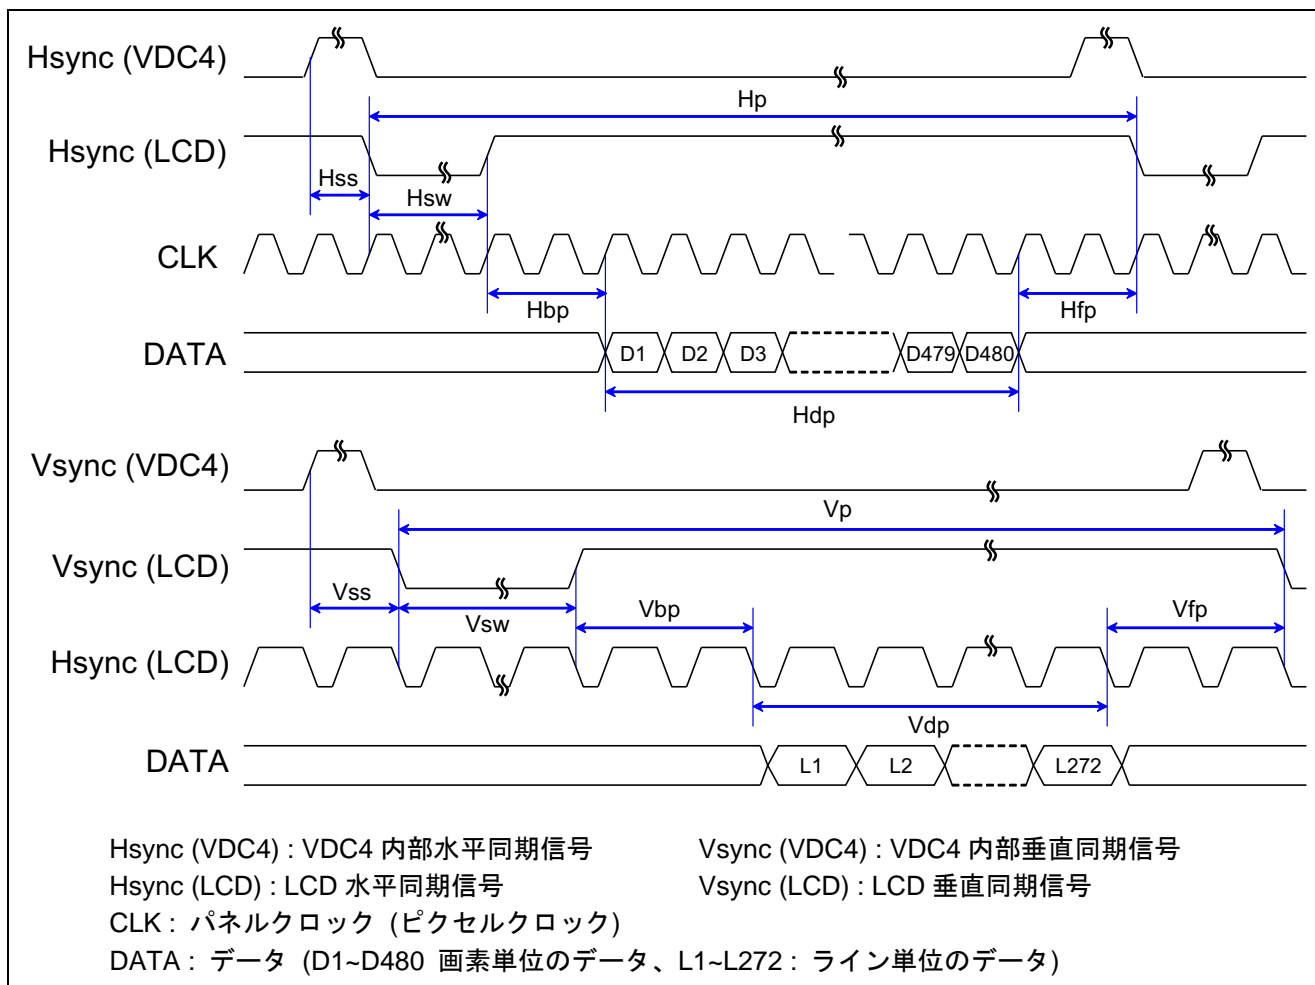 Hsync (VDC4)
Hp
Hsync (LCD)
Hss
Hsw
CLK
Hbp
Hfp
DATA
D1 D2 D3 D479 D480
Hdp
Vsync (VDC4)
Vp
Vsync (LCD)
Vss
Vsw
Vbp
Vfp
Hsync (LCD)
Vdp
DATA
L1 L2 L272
Hsync (VDC4) : VDC4 内部水平同期信号 Vsync (VDC4) : VDC4 内部垂直同期信号
Hsync (LCD) : LCD 水平同期信号 Vsync (LCD) : LCD 垂直同期信号
CLK : パネルクロック (ピクセルクロック)
DATA : データ (D1~D480 画素単位のデータ、L1~L272 : ライン単位のデータ)